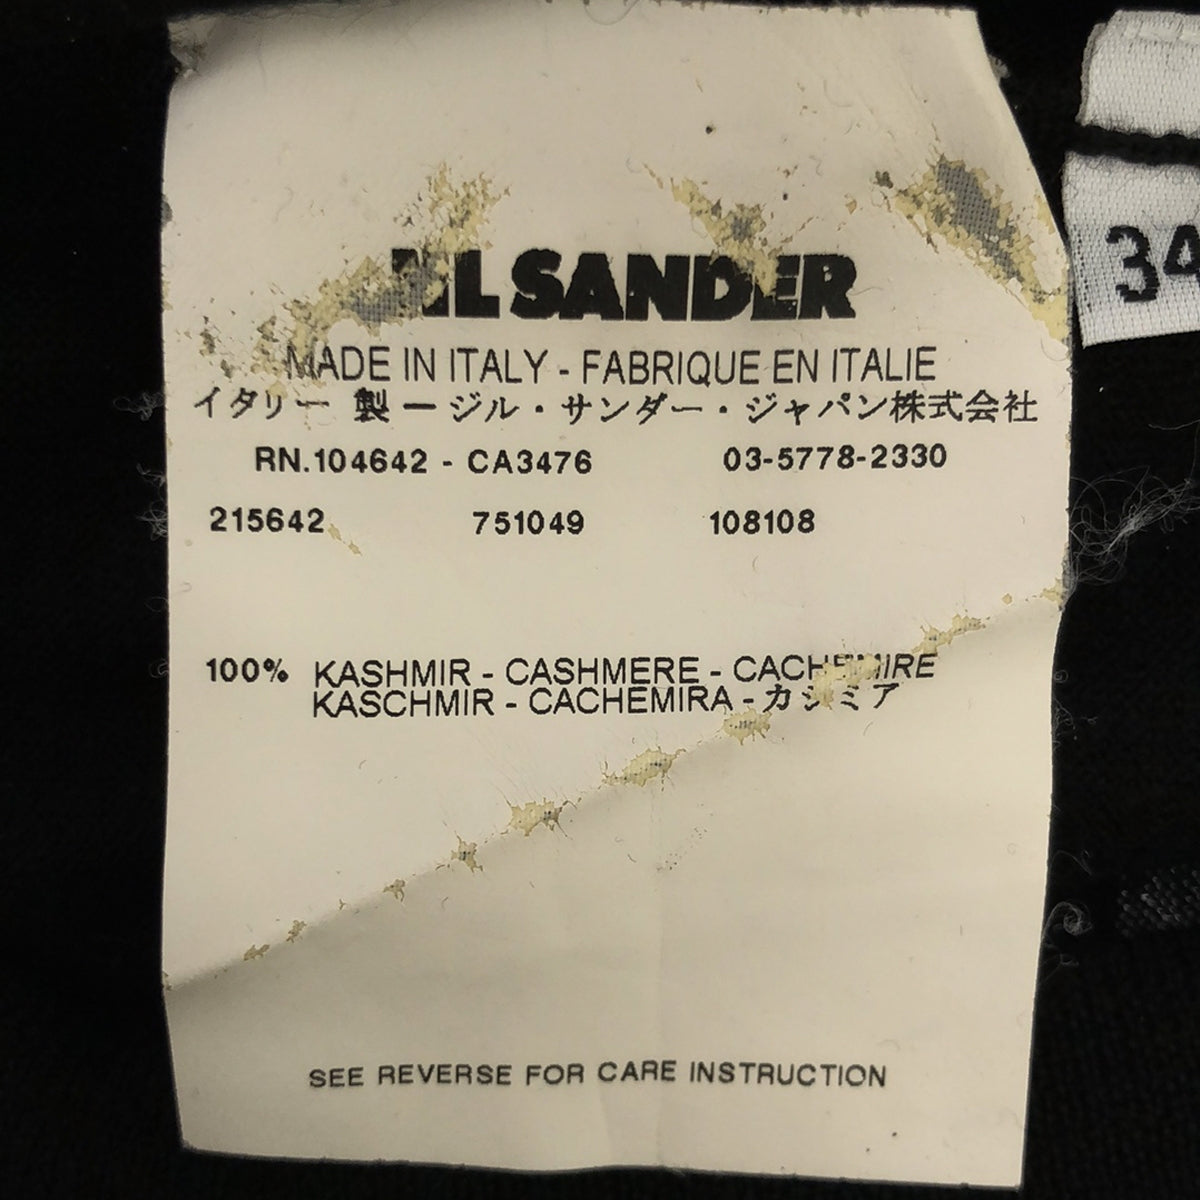 JIL SANDER
MADE IN ITALY - FABRIQUE EN ITALIE
イタリー 製 ー ジル・サンダー・ジャパン株式会社
RN.104642 - CA3476 03-5778-2330
215642 751049 108108
100% KASHMIR - CASHMERE - CACHEMIRE
KASCHMIR - CACHEMIRA - カシミア
SEE REVERSE FOR CARE INSTRUCTION
34